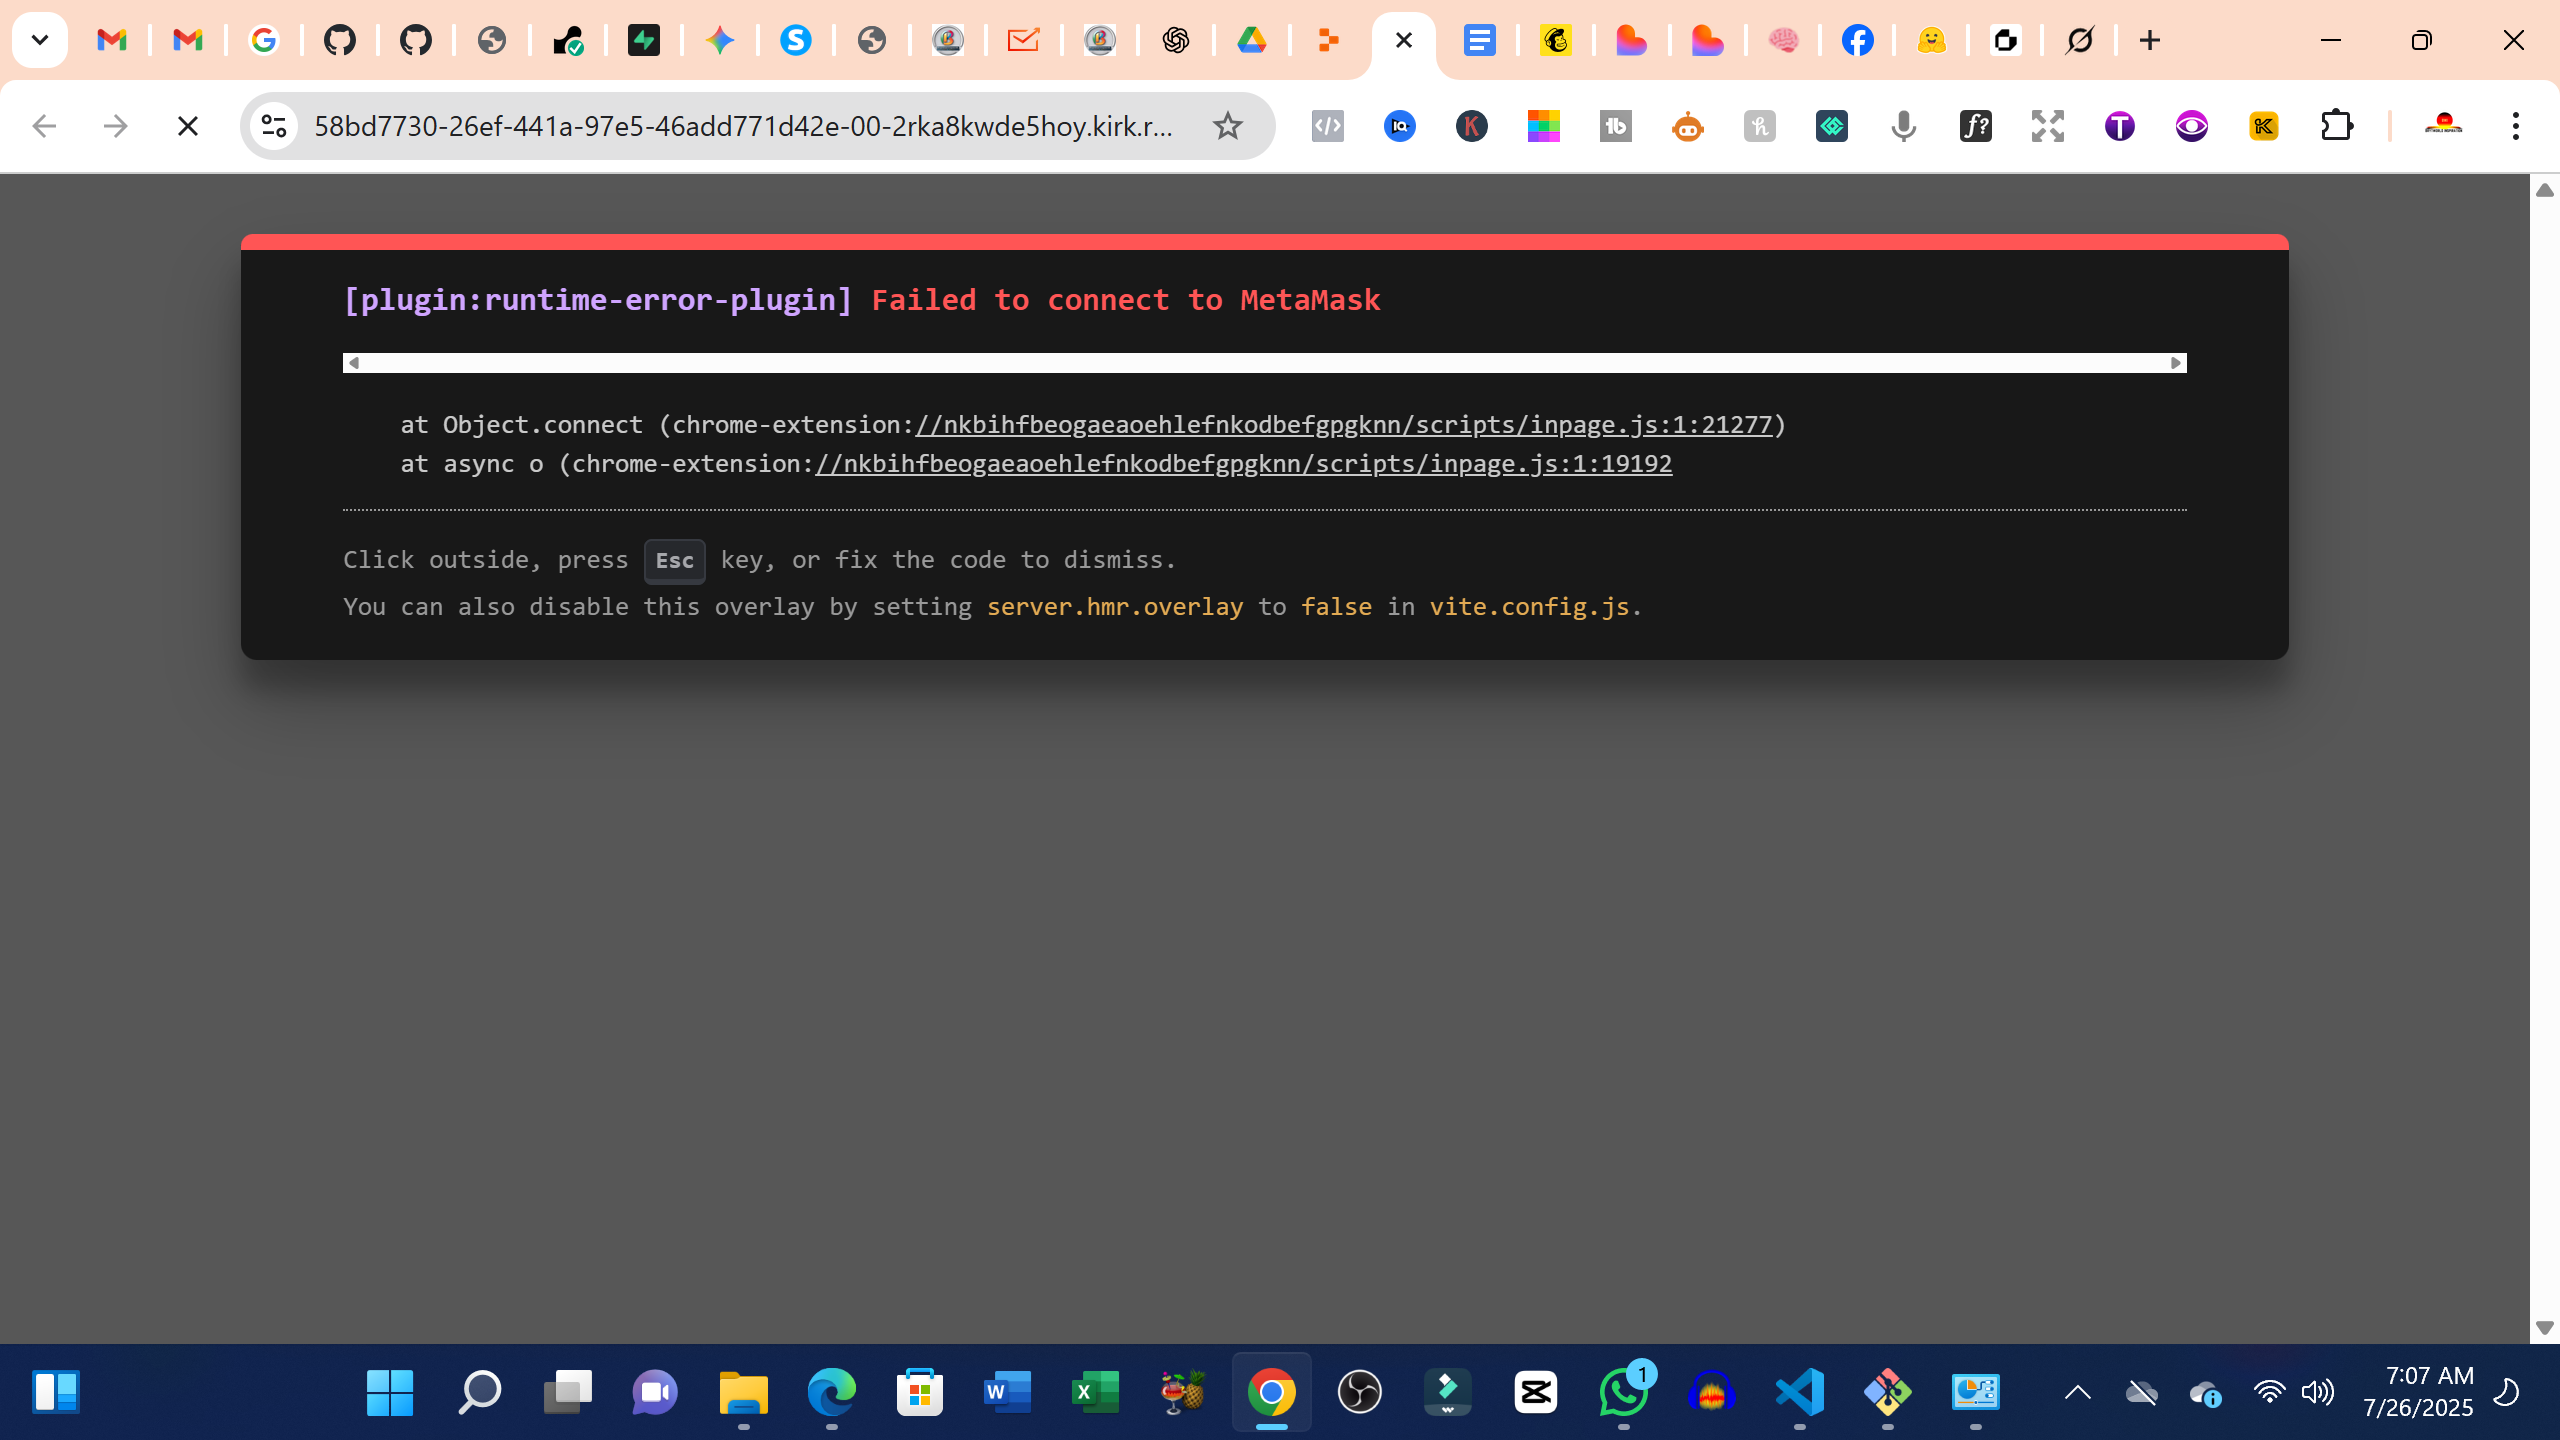 58bd7730-26ef-441a-97e5-46add771d42e-00-2rka8kwde5hoy.kirk.r...
[plugin:runtime-error-plugin] Failed to connect to MetaMask
at Object.connect (chrome-extension://nkbihfbeogaeaoehlefnkodbefgpgknn/scripts/inpage.js:1:21277)
at async o (chrome-extension://nkbihfbeogaeaoehlefnkodbefgpgknn/scripts/inpage.js:1:19192
Click outside, press Esc key, or fix the code to dismiss.
You can also disable this overlay by setting server.hmr.overlay to false in vite.config.js.
1
7:07 AM
7/26/2025